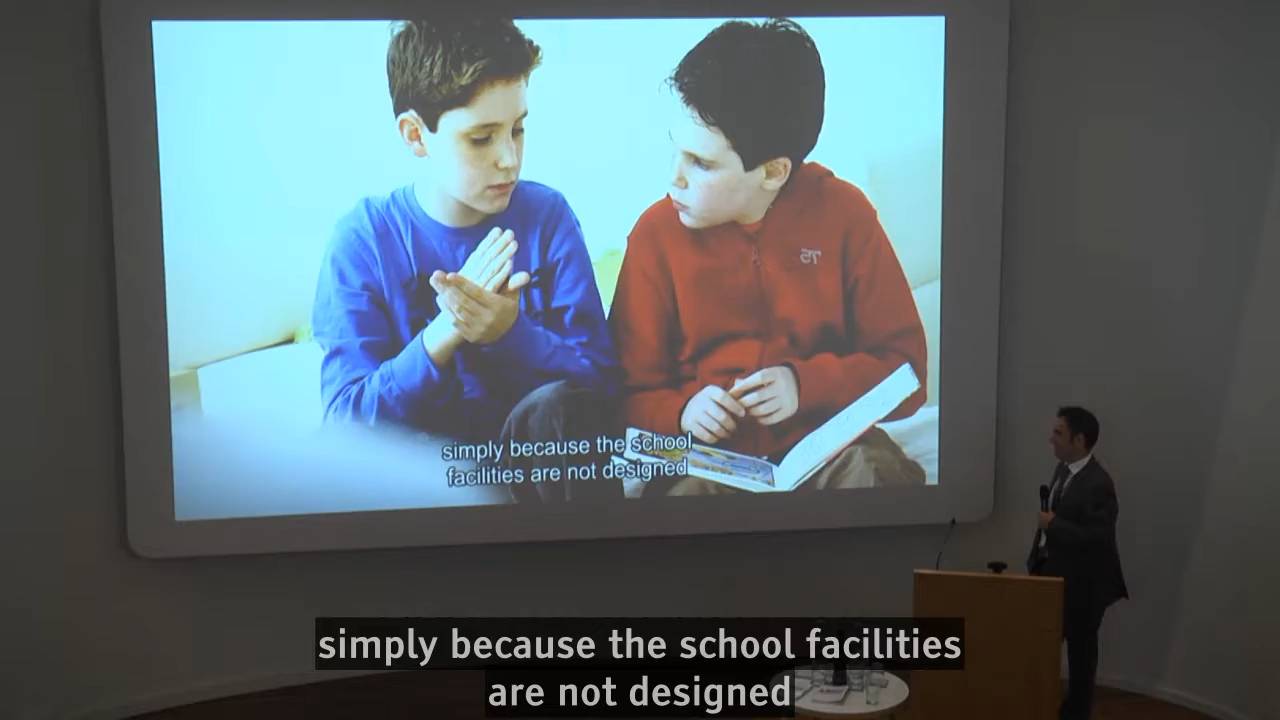 simply because the school
facilities are not designed
simply because the school facilities
are not designed